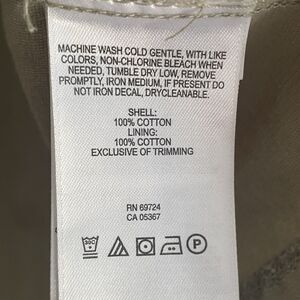 MACHINE WASH COLD GENTLE, WITH LIKE
COLORS, NON-CHLORINE BLEACH WHEN
NEEDED, TUMBLE DRY LOW, REMOVE
PROMPTLY, IRON MEDIUM, IF PRESENT DO
NOT IRON DECAL, DRYCLEANABLE.
SHELL:
100% COTTON
LINING:
100% COTTON
EXCLUSIVE OF TRIMMING
RN 69724
CA 05367
30C P